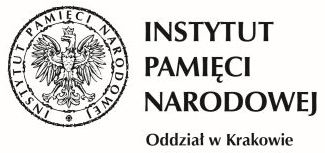 INSTYTUT PAMIĘCI NARODOWEJ
INSTYTUT
PAMIĘCI
NARODOWEJ
Oddział w Krakowie